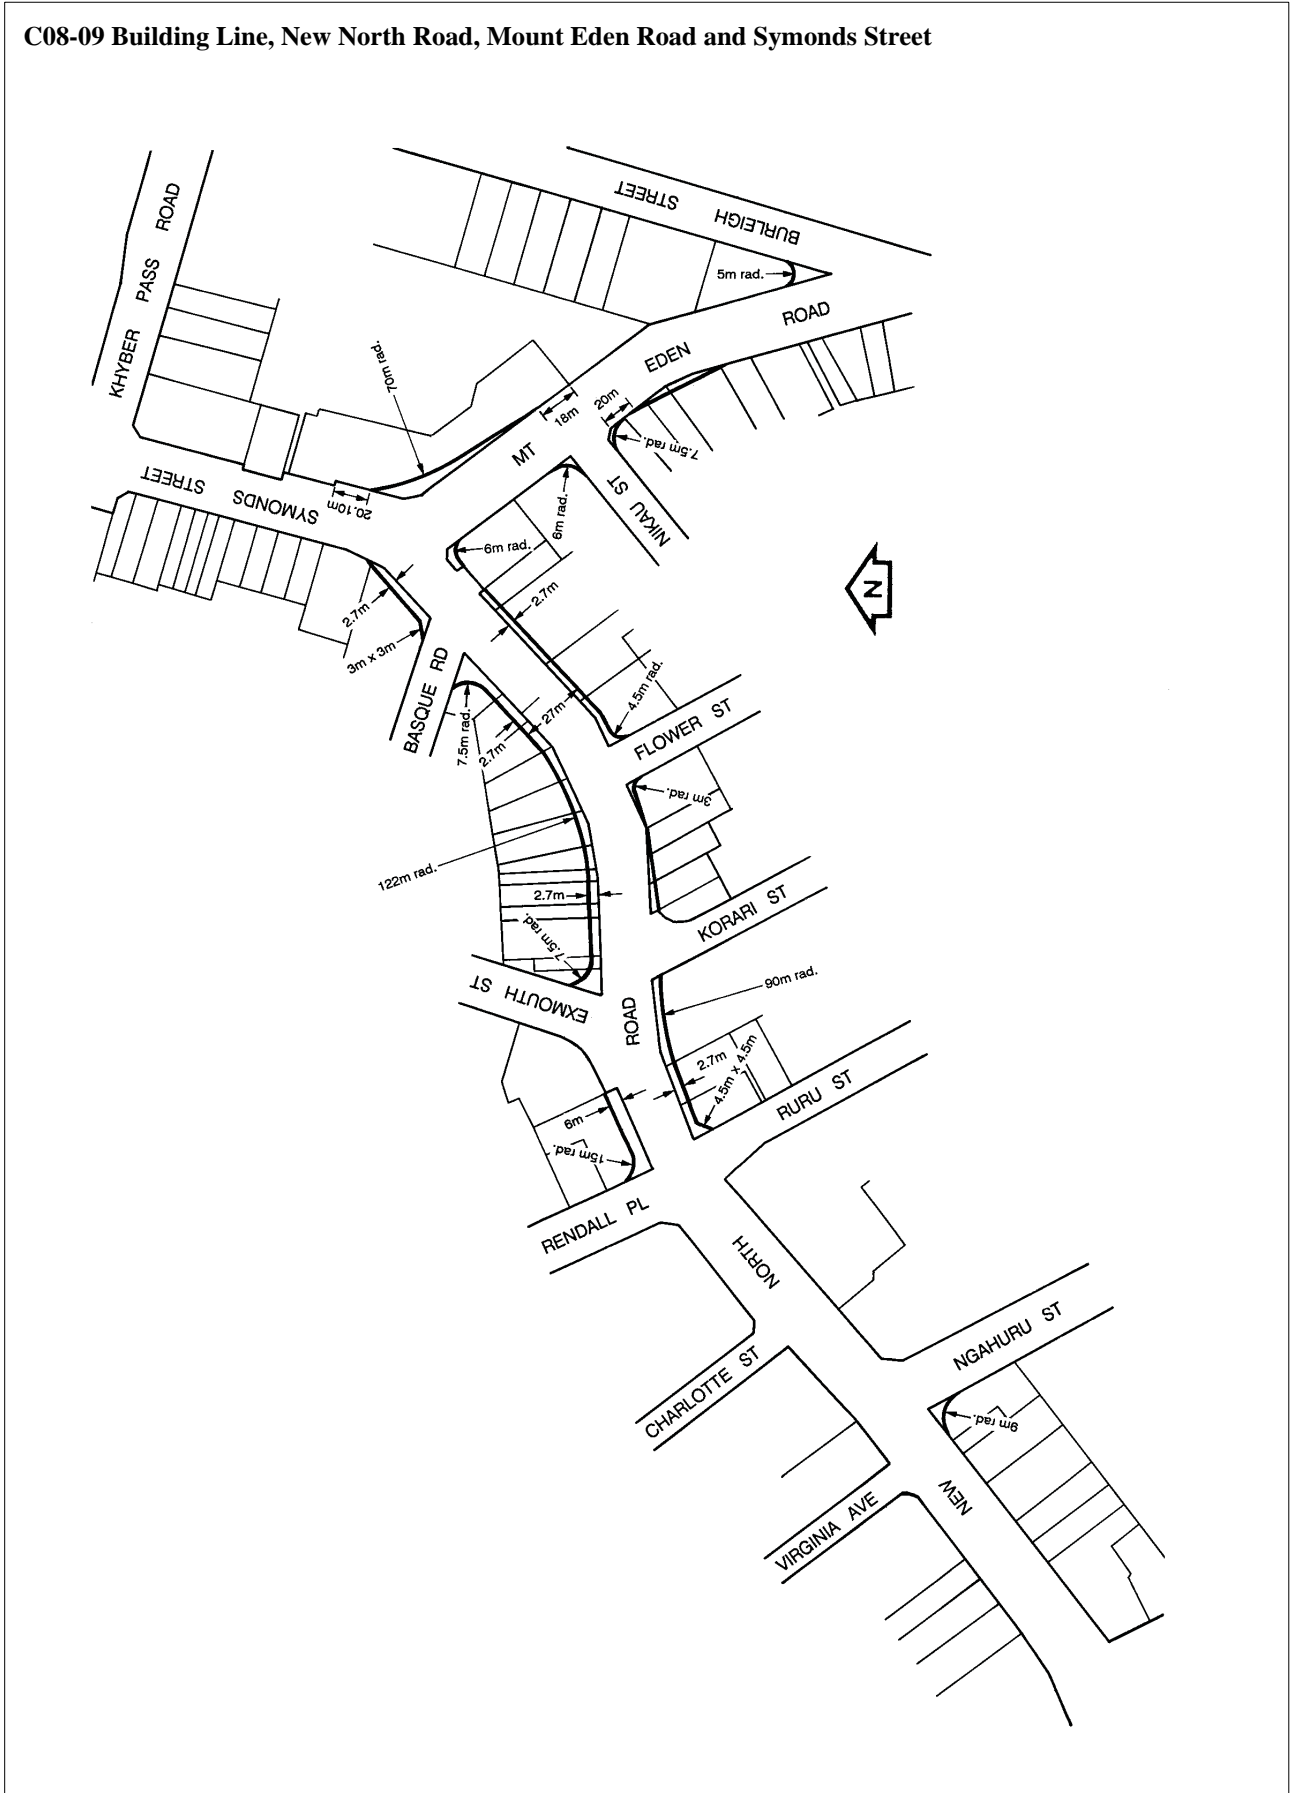 C08-09 Building Line, New North Road, Mount Eden Road and Symonds Street
KHYBER PASS ROAD
BURLEIGH STREET
5m rad.
ROAD
EDEN
MT
70m rad.
18m
20m
7.5m rad.
SYMONDS STREET
20.10m
NIKAU ST
6m rad.
6m rad.
2.7m
2.7m
3m x 3m
N
BASQUE RD
4.5m rad.
27m
7.5m rad.
2.7m
FLOWER ST
3m rad.
122m rad.
2.7m
7.5m rad.
KORARI ST
EXMOUTH ST
ROAD
90m rad.
2.7m
4.5m x 4.5m
RURU ST
6m
15m rad.
RENDALL PL
NORTH
NGAHURU ST
CHARLOTTE ST
9m rad.
NEW
VIRGINIA AVE